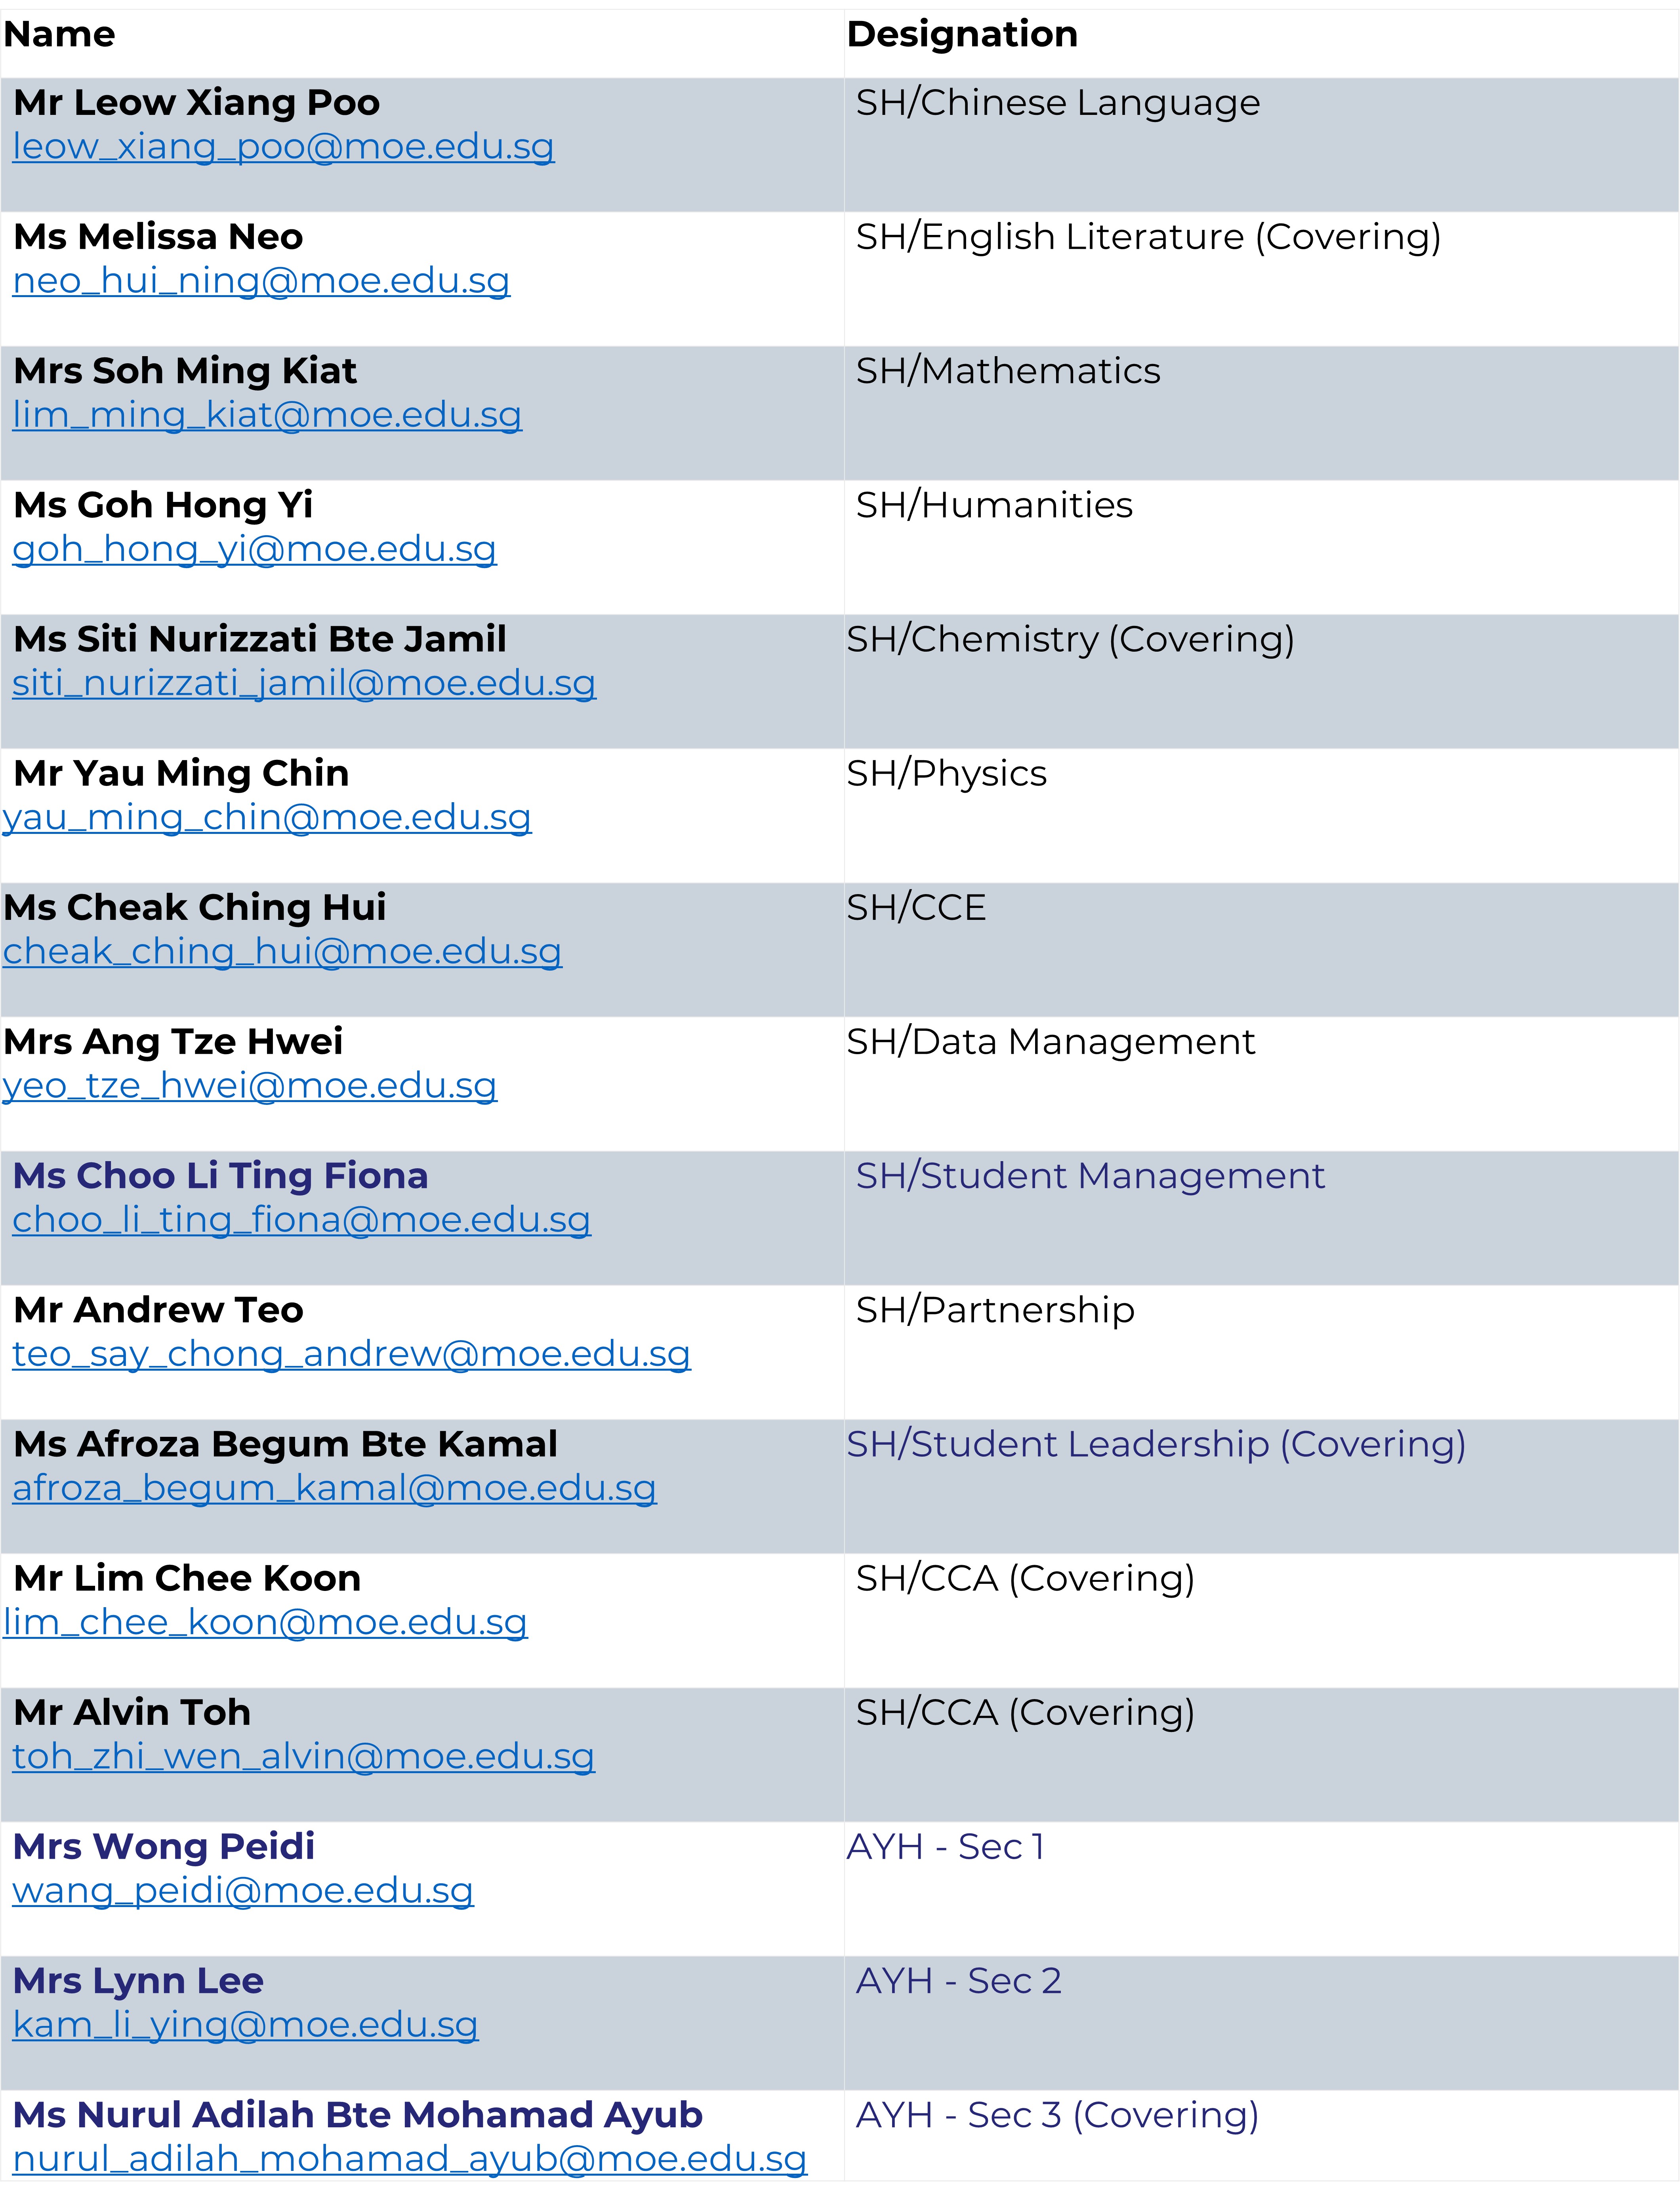 Name Designation
Mr Leow Xiang Poo SH/Chinese Language
leow_xiang_poo@moe.edu.sg
Ms Melissa Neo SH/English Literature (Covering)
neo_hui_ning@moe.edu.sg
Mrs Soh Ming Kiat SH/Mathematics
lim_ming_kiat@moe.edu.sg
Ms Goh Hong Yi SH/Humanities
goh_hong_yi@moe.edu.sg
Ms Siti Nurizzati Bte Jamil SH/Chemistry (Covering)
siti_nurizzati_jamil@moe.edu.sg
Mr Yau Ming Chin SH/Physics
yau_ming_chin@moe.edu.sg
Ms Cheak Ching Hui SH/CCE
cheak_ching_hui@moe.edu.sg
Mrs Ang Tze Hwei SH/Data Management
yeo_tze_hwei@moe.edu.sg
Ms Choo Li Ting Fiona SH/Student Management
choo_li_ting_fiona@moe.edu.sg
Mr Andrew Teo SH/Partnership
teo_say_chong_andrew@moe.edu.sg
Ms Afroza Begum Bte Kamal SH/Student Leadership (Covering)
afroza_begum_kamal@moe.edu.sg
Mr Lim Chee Koon SH/CCA (Covering)
lim_chee_koon@moe.edu.sg
Mr Alvin Toh SH/CCA (Covering)
toh_zhi_wen_alvin@moe.edu.sg
Mrs Wong Peidi AYH - Sec 1
wang_peidi@moe.edu.sg
Mrs Lynn Lee AYH - Sec 2
kam_li_ying@moe.edu.sg
Ms Nurul Adilah Bte Mohamad Ayub AYH - Sec 3 (Covering)
nurul_adilah_mohamad_ayub@moe.edu.sg